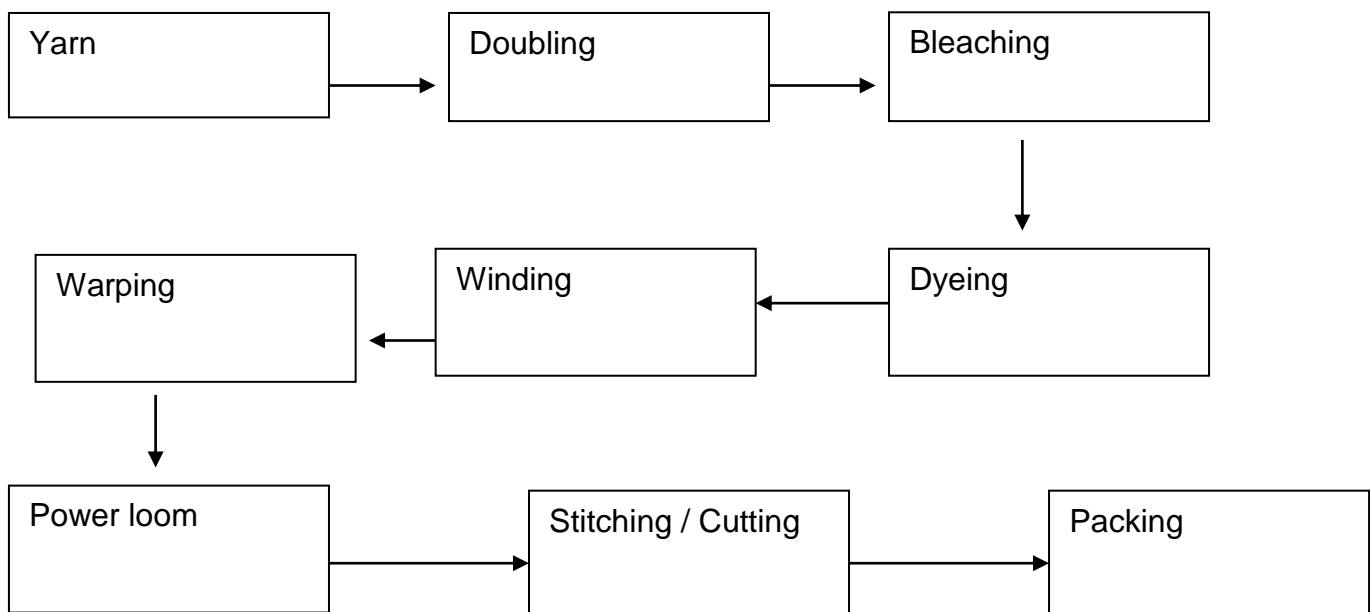 Yarn
Doubling
Bleaching
Dyeing
Winding
Warping
Power loom
Stitching / Cutting
Packing